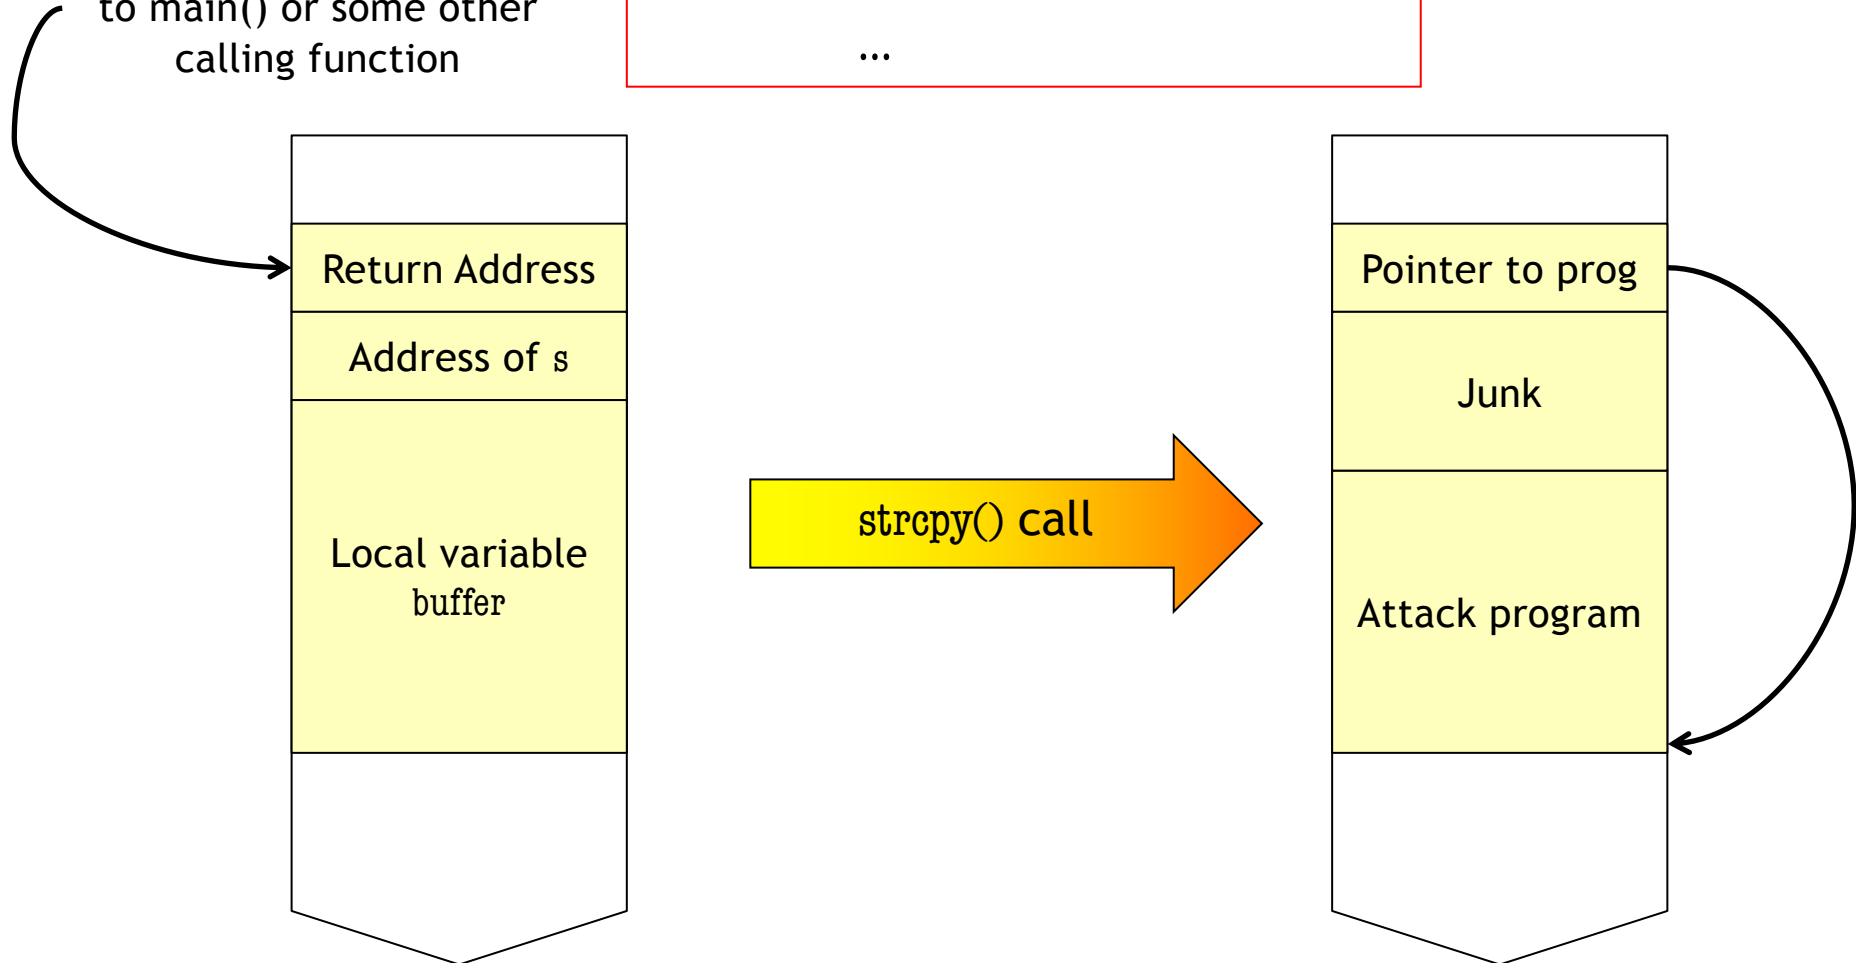 to main() or some other
calling function
...
Return Address
Address of s
Local variable
buffer
strcpy() call
Pointer to prog
Junk
Attack program